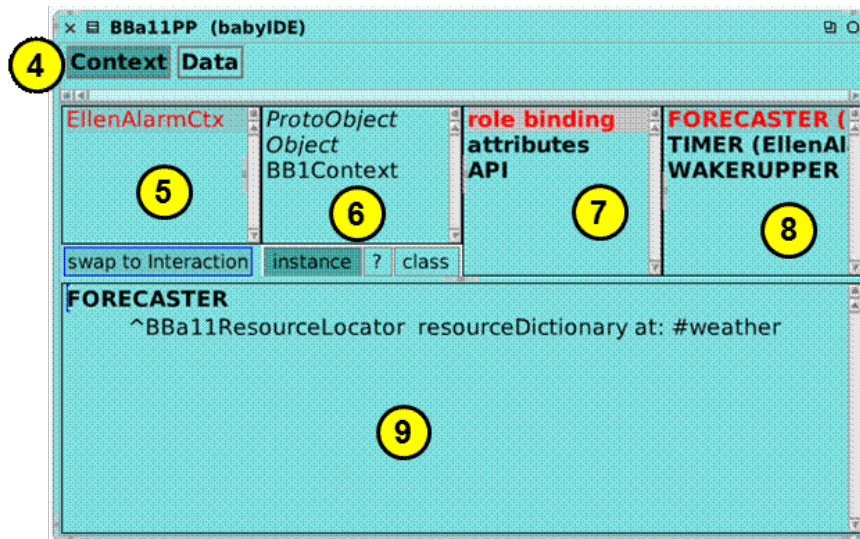 BBa11PP (babyIDE)
4
Context Data
EllenAlarmCtx
ProtoObject
Object
BB1Context
role binding
attributes
API
FORECASTER (
TIMER (EllenAl
WAKERUPPER
5
6
7
8
swap to Interaction
instance ? class
FORECASTER
^BBa11ResourceLocator resourceDictionary at: #weather
9